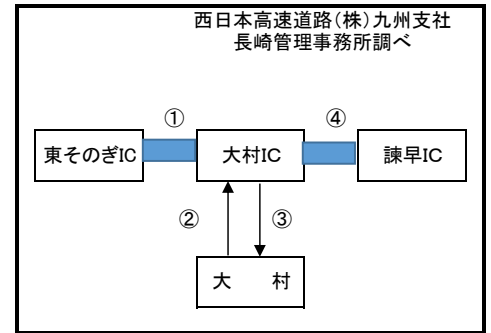 西日本高速道路(株)九州支社
長崎管理事務所調べ
① ④
東そのぎIC 大村IC 諫早IC
② ③
大 村